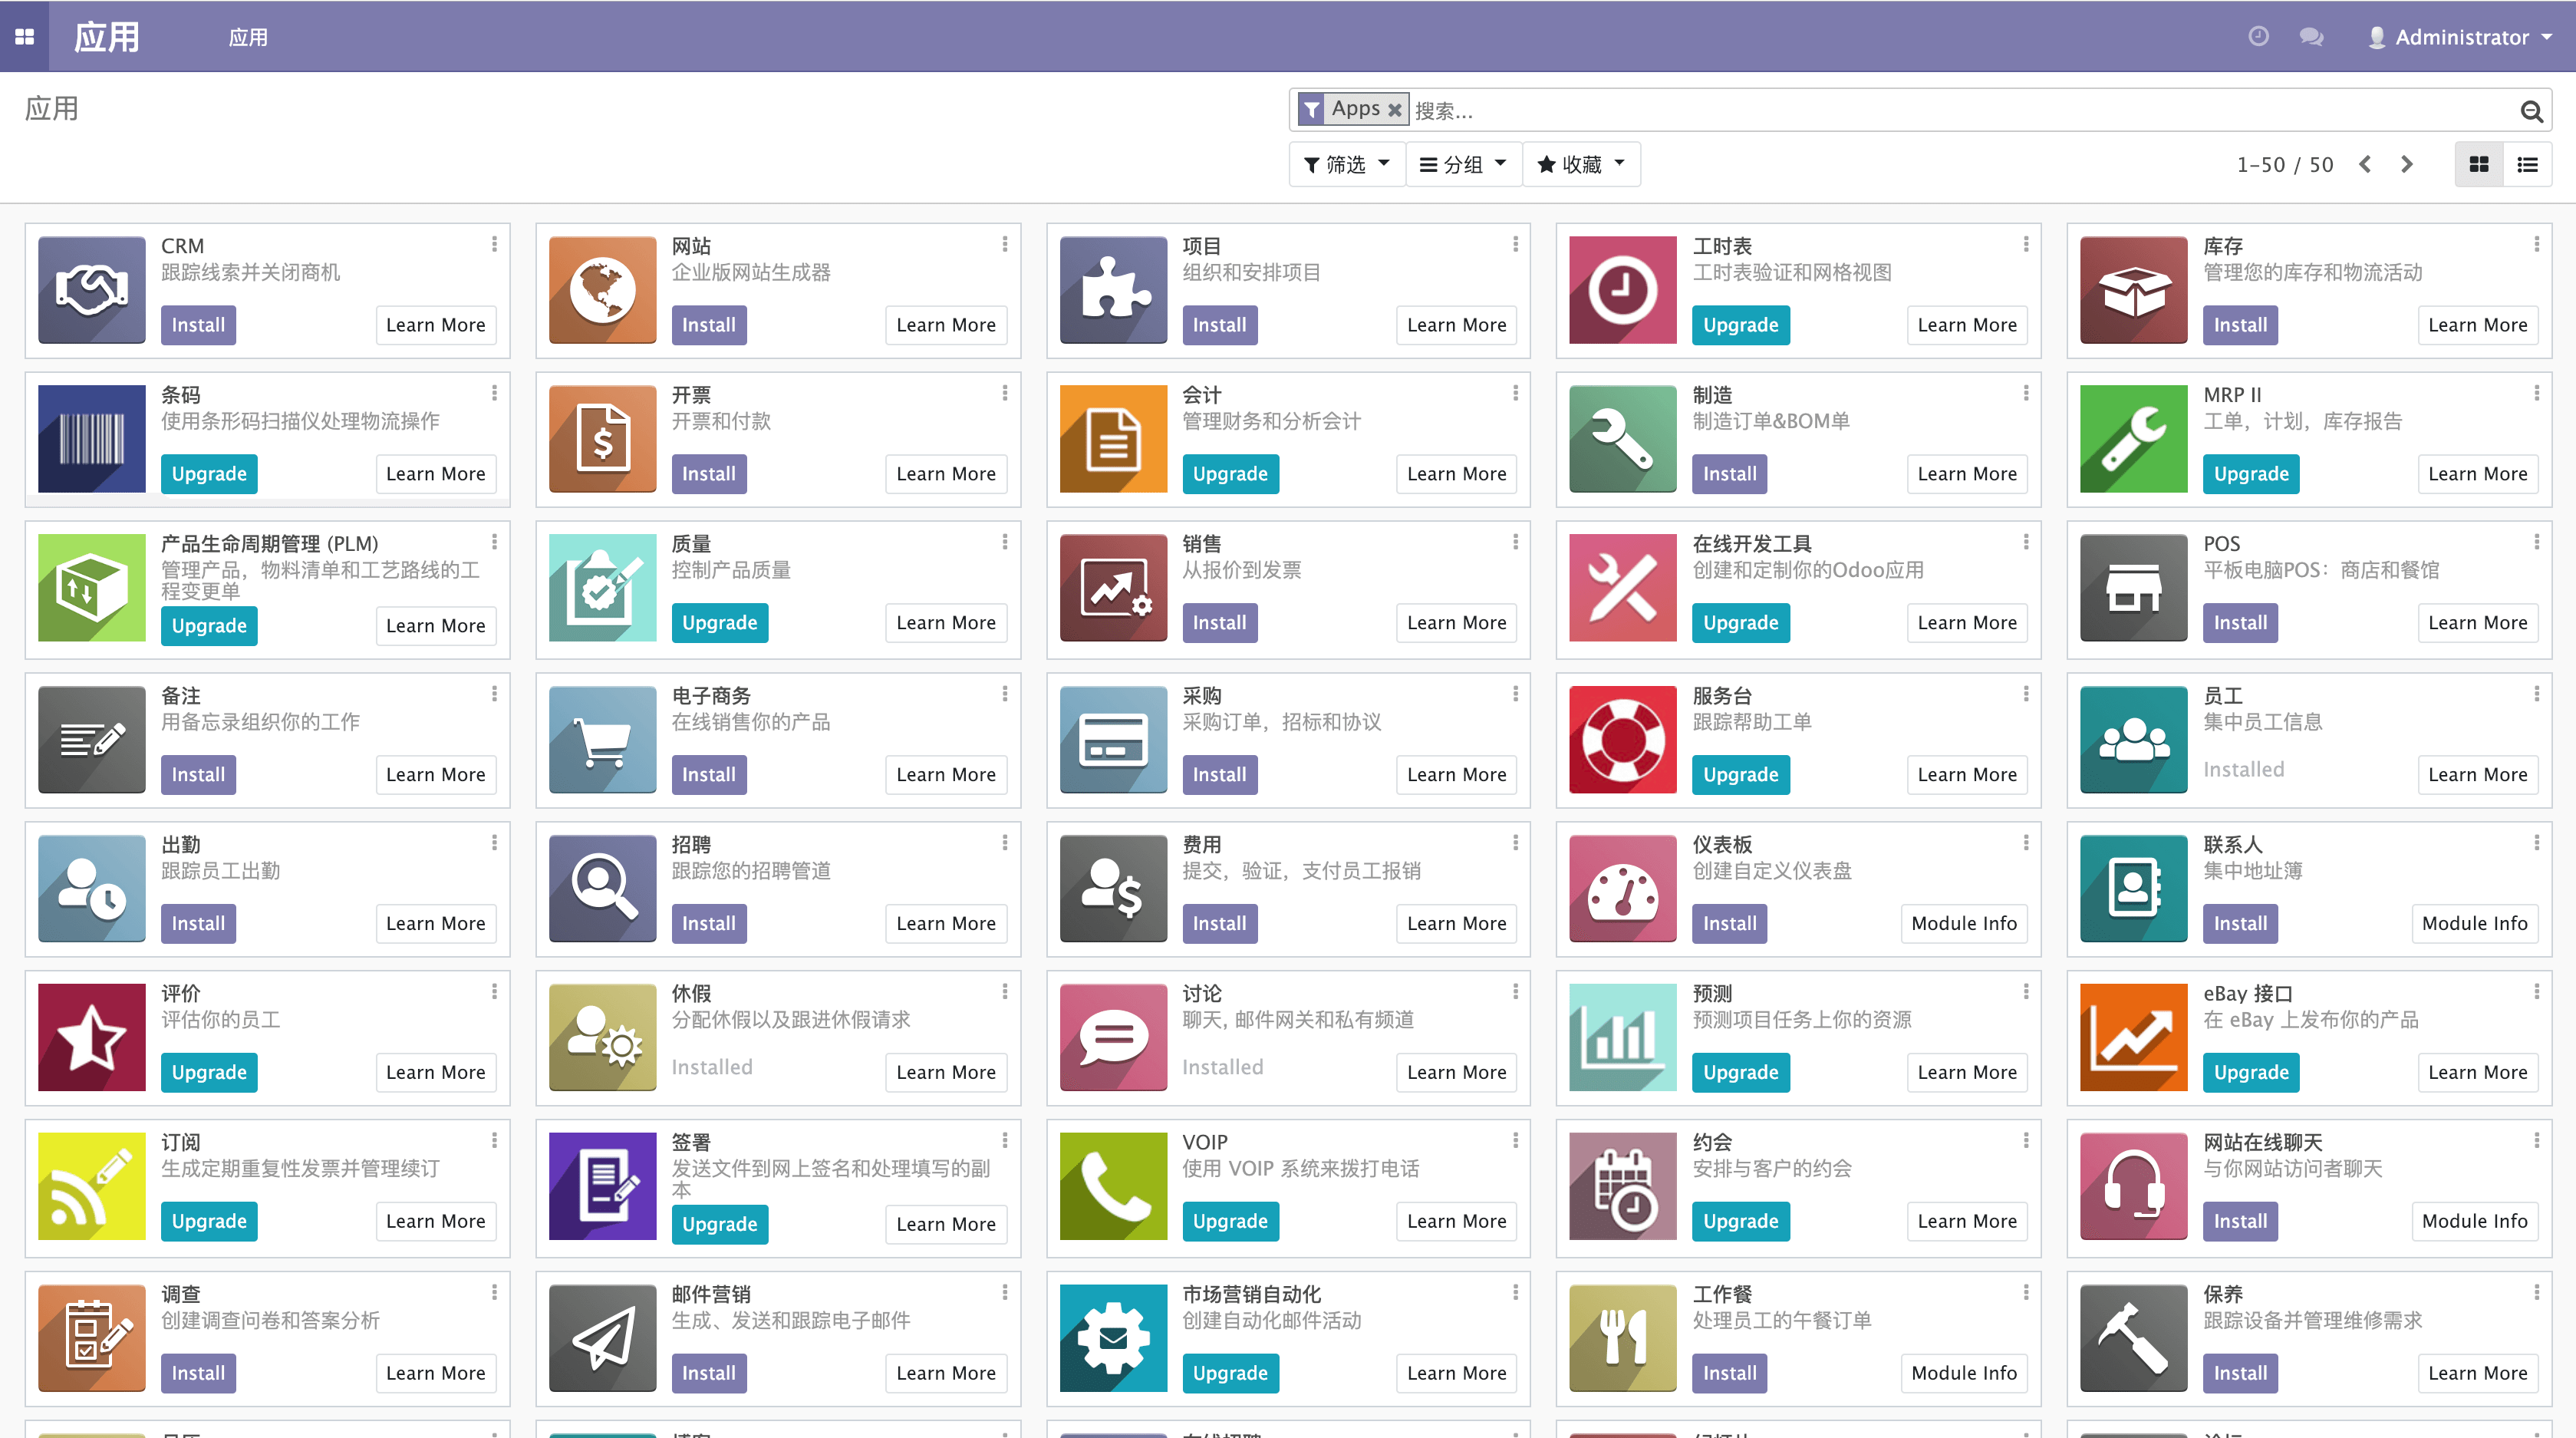 应用
应用
Administrator
应用
Apps
搜索...
筛选
分组
收藏
1-50 / 50
CRM
跟踪线索并关闭商机
Install
Learn More
网站
企业版网站生成器
Install
Learn More
项目
组织和安排项目
Install
Learn More
工时表
工时表验证和网格视图
Upgrade
Learn More
库存
管理您的库存和物流活动
Install
Learn More
条码
使用条形码扫描仪处理物流操作
Upgrade
Learn More
开票
开票和付款
Install
Learn More
会计
管理财务和分析会计
Upgrade
Learn More
制造
制造订单&BOM单
Install
Learn More
MRP II
工单，计划，库存报告
Upgrade
Learn More
产品生命周期管理 (PLM)
管理产品，物料清单和工艺路线的工
程变更单
Upgrade
Learn More
质量
控制产品质量
Upgrade
Learn More
销售
从报价到发票
Install
Learn More
在线开发工具
创建和定制你的Odoo应用
Upgrade
Learn More
POS
平板电脑POS：商店和餐馆
Install
Learn More
备注
用备忘录组织你的工作
Install
Learn More
电子商务
在线销售你的产品
Install
Learn More
采购
采购订单，招标和协议
Install
Learn More
服务台
跟踪帮助工单
Upgrade
Learn More
员工
集中员工信息
Installed
Learn More
出勤
跟踪员工出勤
Install
Learn More
招聘
跟踪您的招聘管道
Install
Learn More
费用
提交，验证，支付员工报销
Install
Learn More
仪表板
创建自定义仪表盘
Install
Module Info
联系人
集中地址簿
Install
Module Info
评价
评估你的员工
Upgrade
Learn More
休假
分配休假以及跟进休假请求
Installed
Learn More
讨论
聊天, 邮件网关和私有频道
Installed
Learn More
预测
预测项目任务上你的资源
Upgrade
Learn More
eBay 接口
在 eBay 上发布你的产品
Upgrade
Learn More
订阅
生成定期重复性发票并管理续订
Upgrade
Learn More
签署
发送文件到网上签名和处理填写的副
本
Upgrade
Learn More
VOIP
使用 VOIP 系统来拨打电话
Upgrade
Learn More
约会
安排与客户的约会
Upgrade
Learn More
网站在线聊天
与你网站访问者聊天
Install
Module Info
调查
创建调查问卷和答案分析
Install
Learn More
邮件营销
生成、发送和跟踪电子邮件
Install
Learn More
市场营销自动化
创建自动化邮件活动
Upgrade
Learn More
工作餐
处理员工的午餐订单
Install
Module Info
保养
跟踪设备并管理维修需求
Install
Learn More